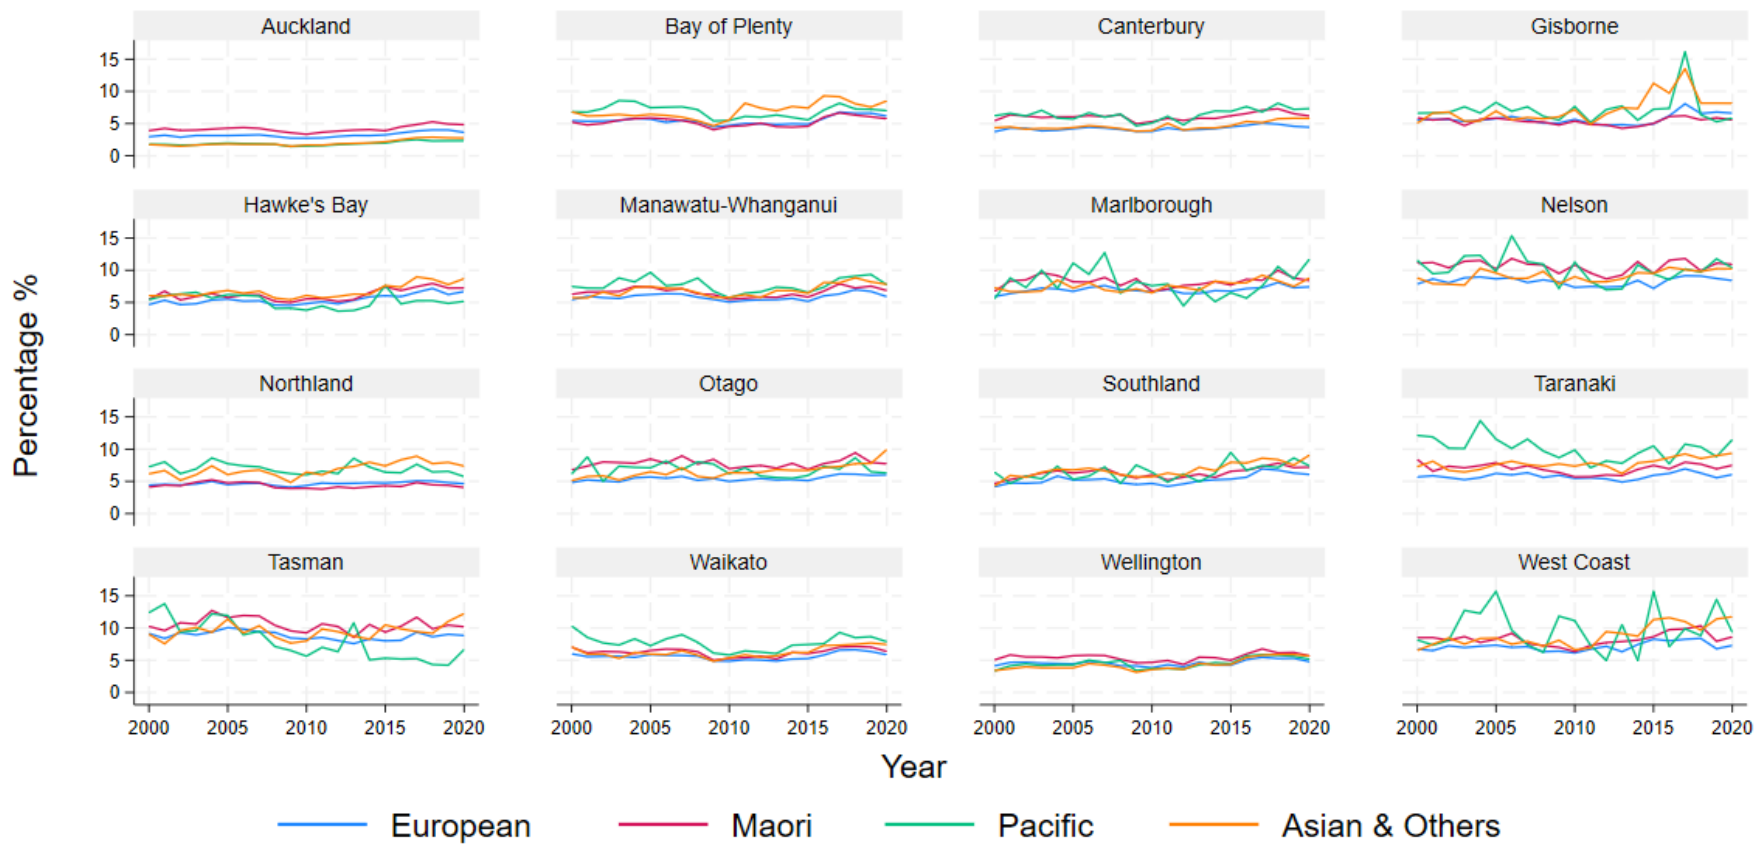 Auckland Bay of Plenty Canterbury Gisborne
15
10
5
0
Hawke's Bay Manawatu-Whanganui Marlborough Nelson
15
10
5
0
Percentage %
Northland Otago Southland Taranaki
15
10
5
0
Tasman Waikato Wellington West Coast
15
10
5
0
2000 2005 2010 2015 2020 2000 2005 2010 2015 2020 2000 2005 2010 2015 2020 2000 2005 2010 2015 2020
Year
European Maori Pacific Asian & Others